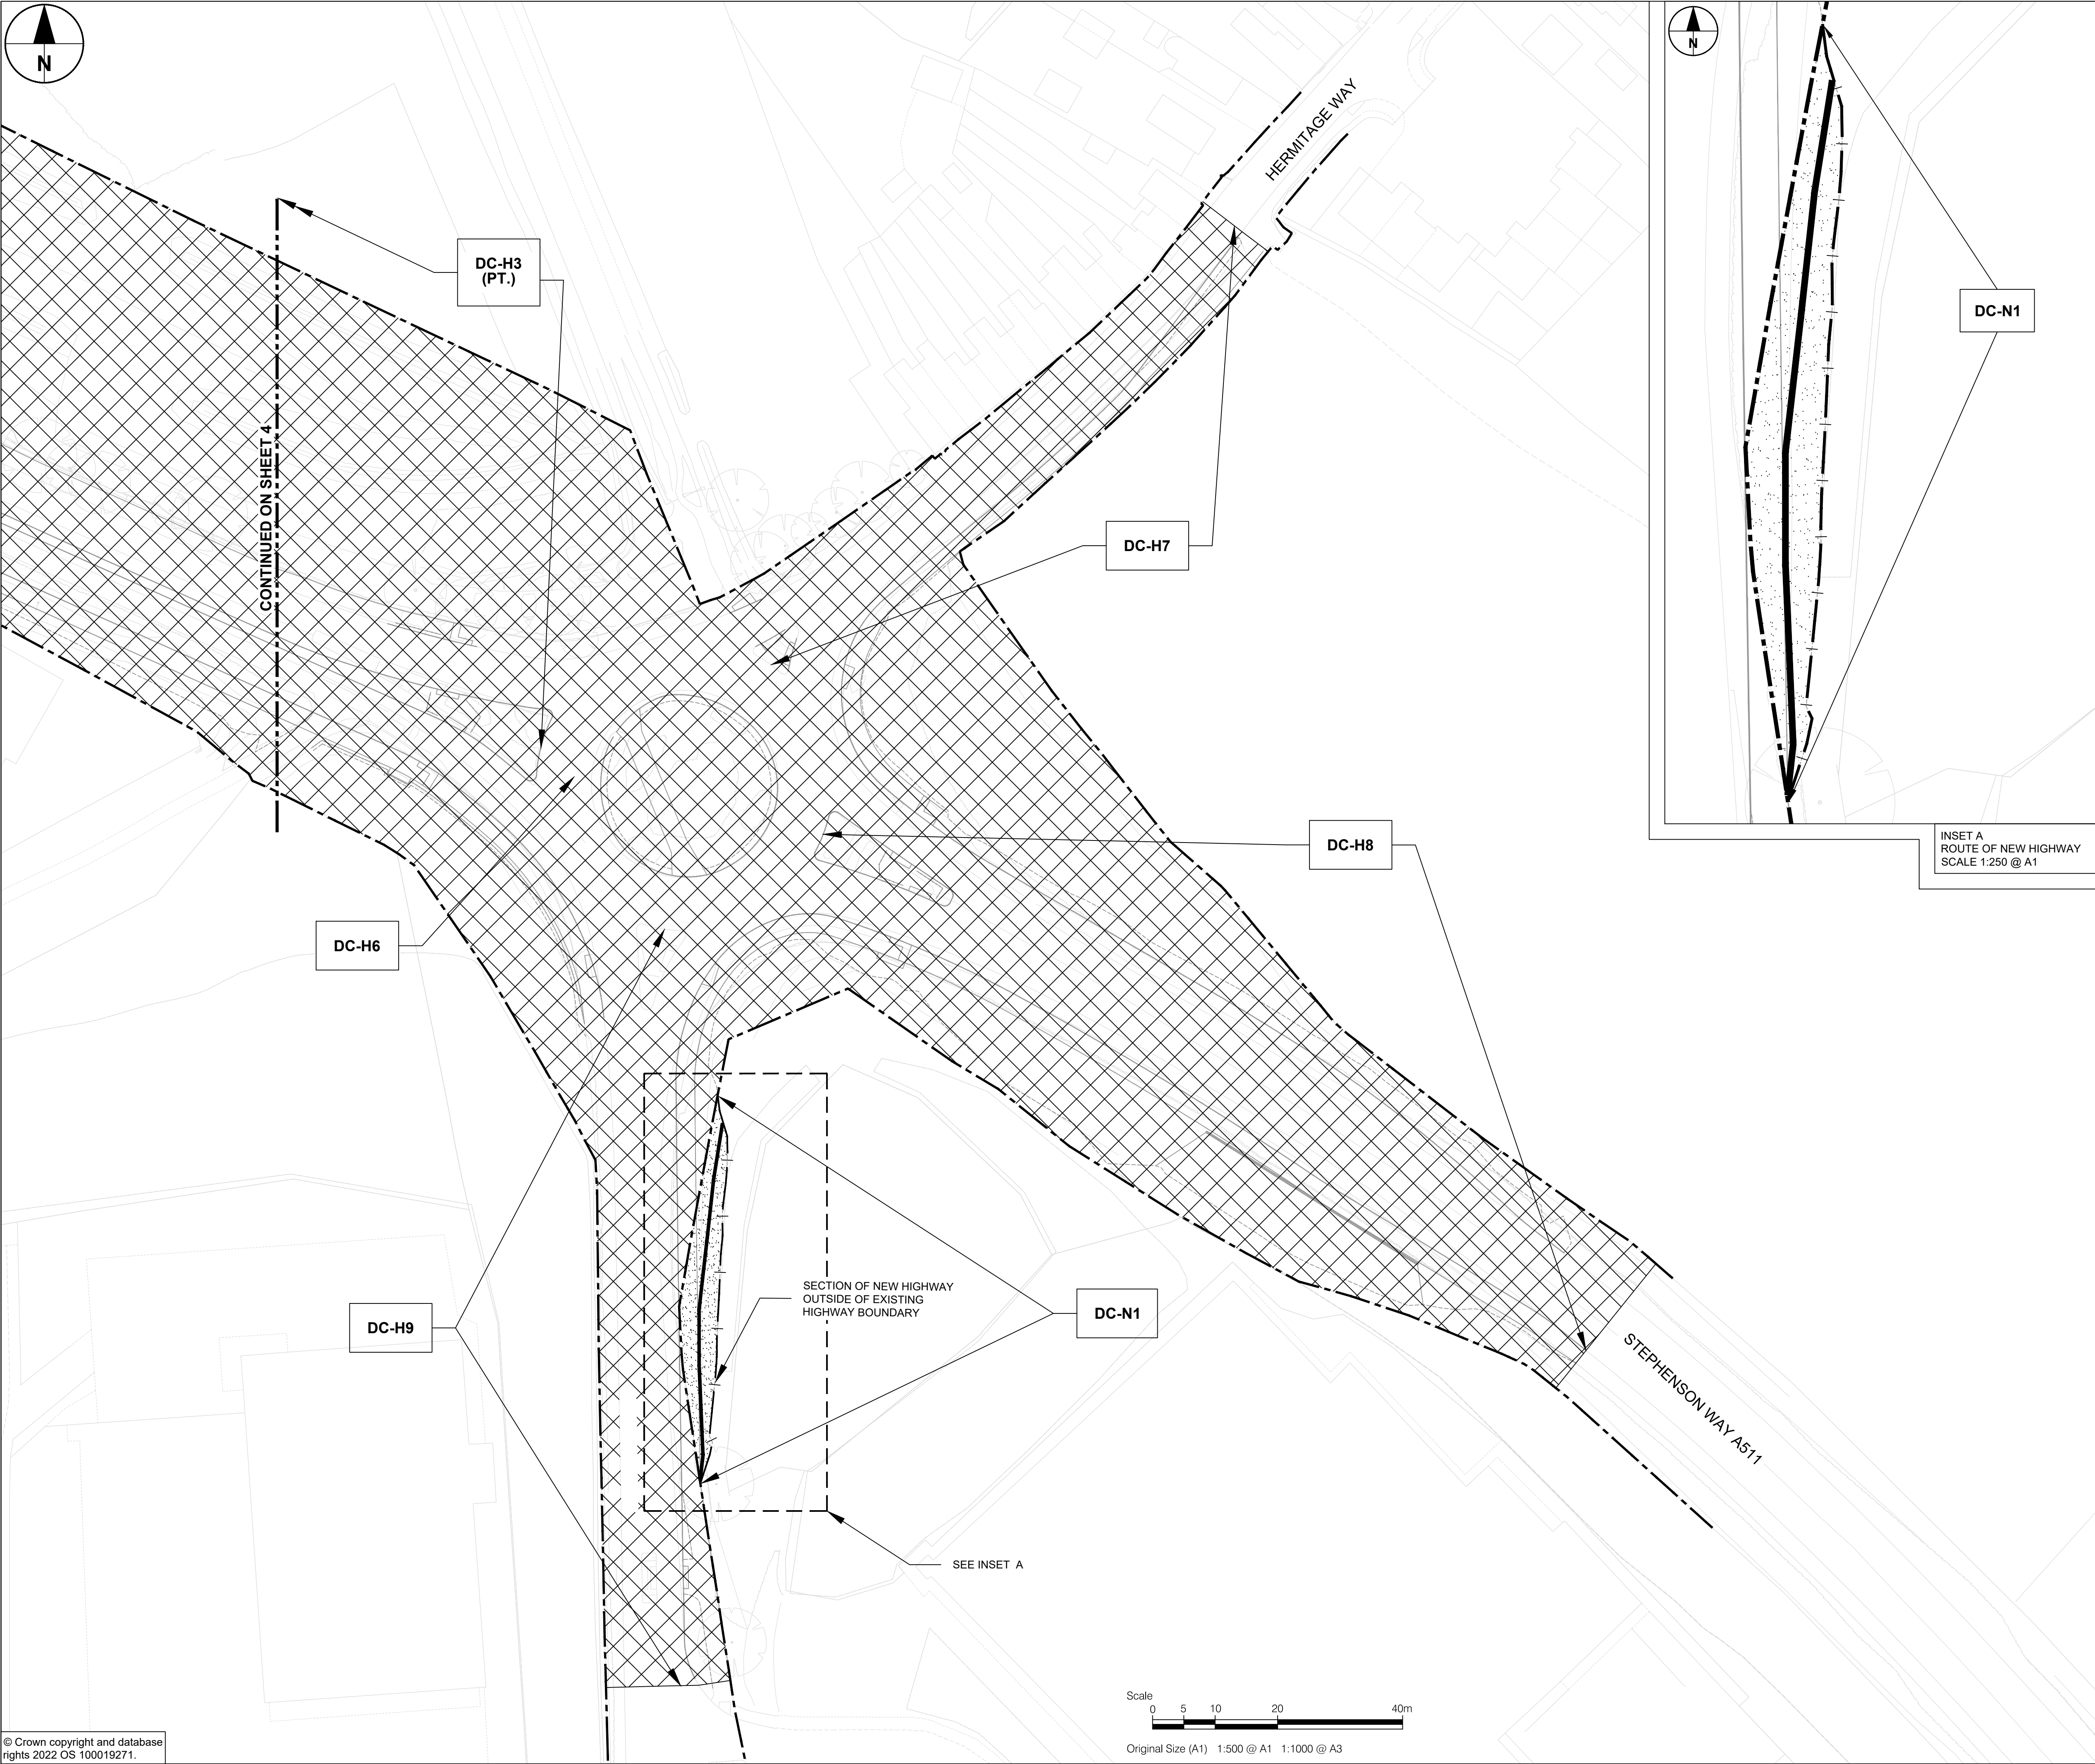 N
HERMITAGE WAY
N
DC-H3
(PT.)
DC-N1
CONTINUED ON SHEET 4
DC-H7
INSET A
ROUTE OF NEW HIGHWAY
SCALE 1:250 @ A1
DC-H8
DC-H6
SECTION OF NEW HIGHWAY
OUTSIDE OF EXISTING
HIGHWAY BOUNDARY
DC-N1
DC-H9
STEPHENSON WAY A511
SEE INSET A
Scale
0 5 10 20 40m
Original Size (A1) 1:500 @ A1 1:1000 @ A3
© Crown copyright and database
rights 2022 OS 100019271.